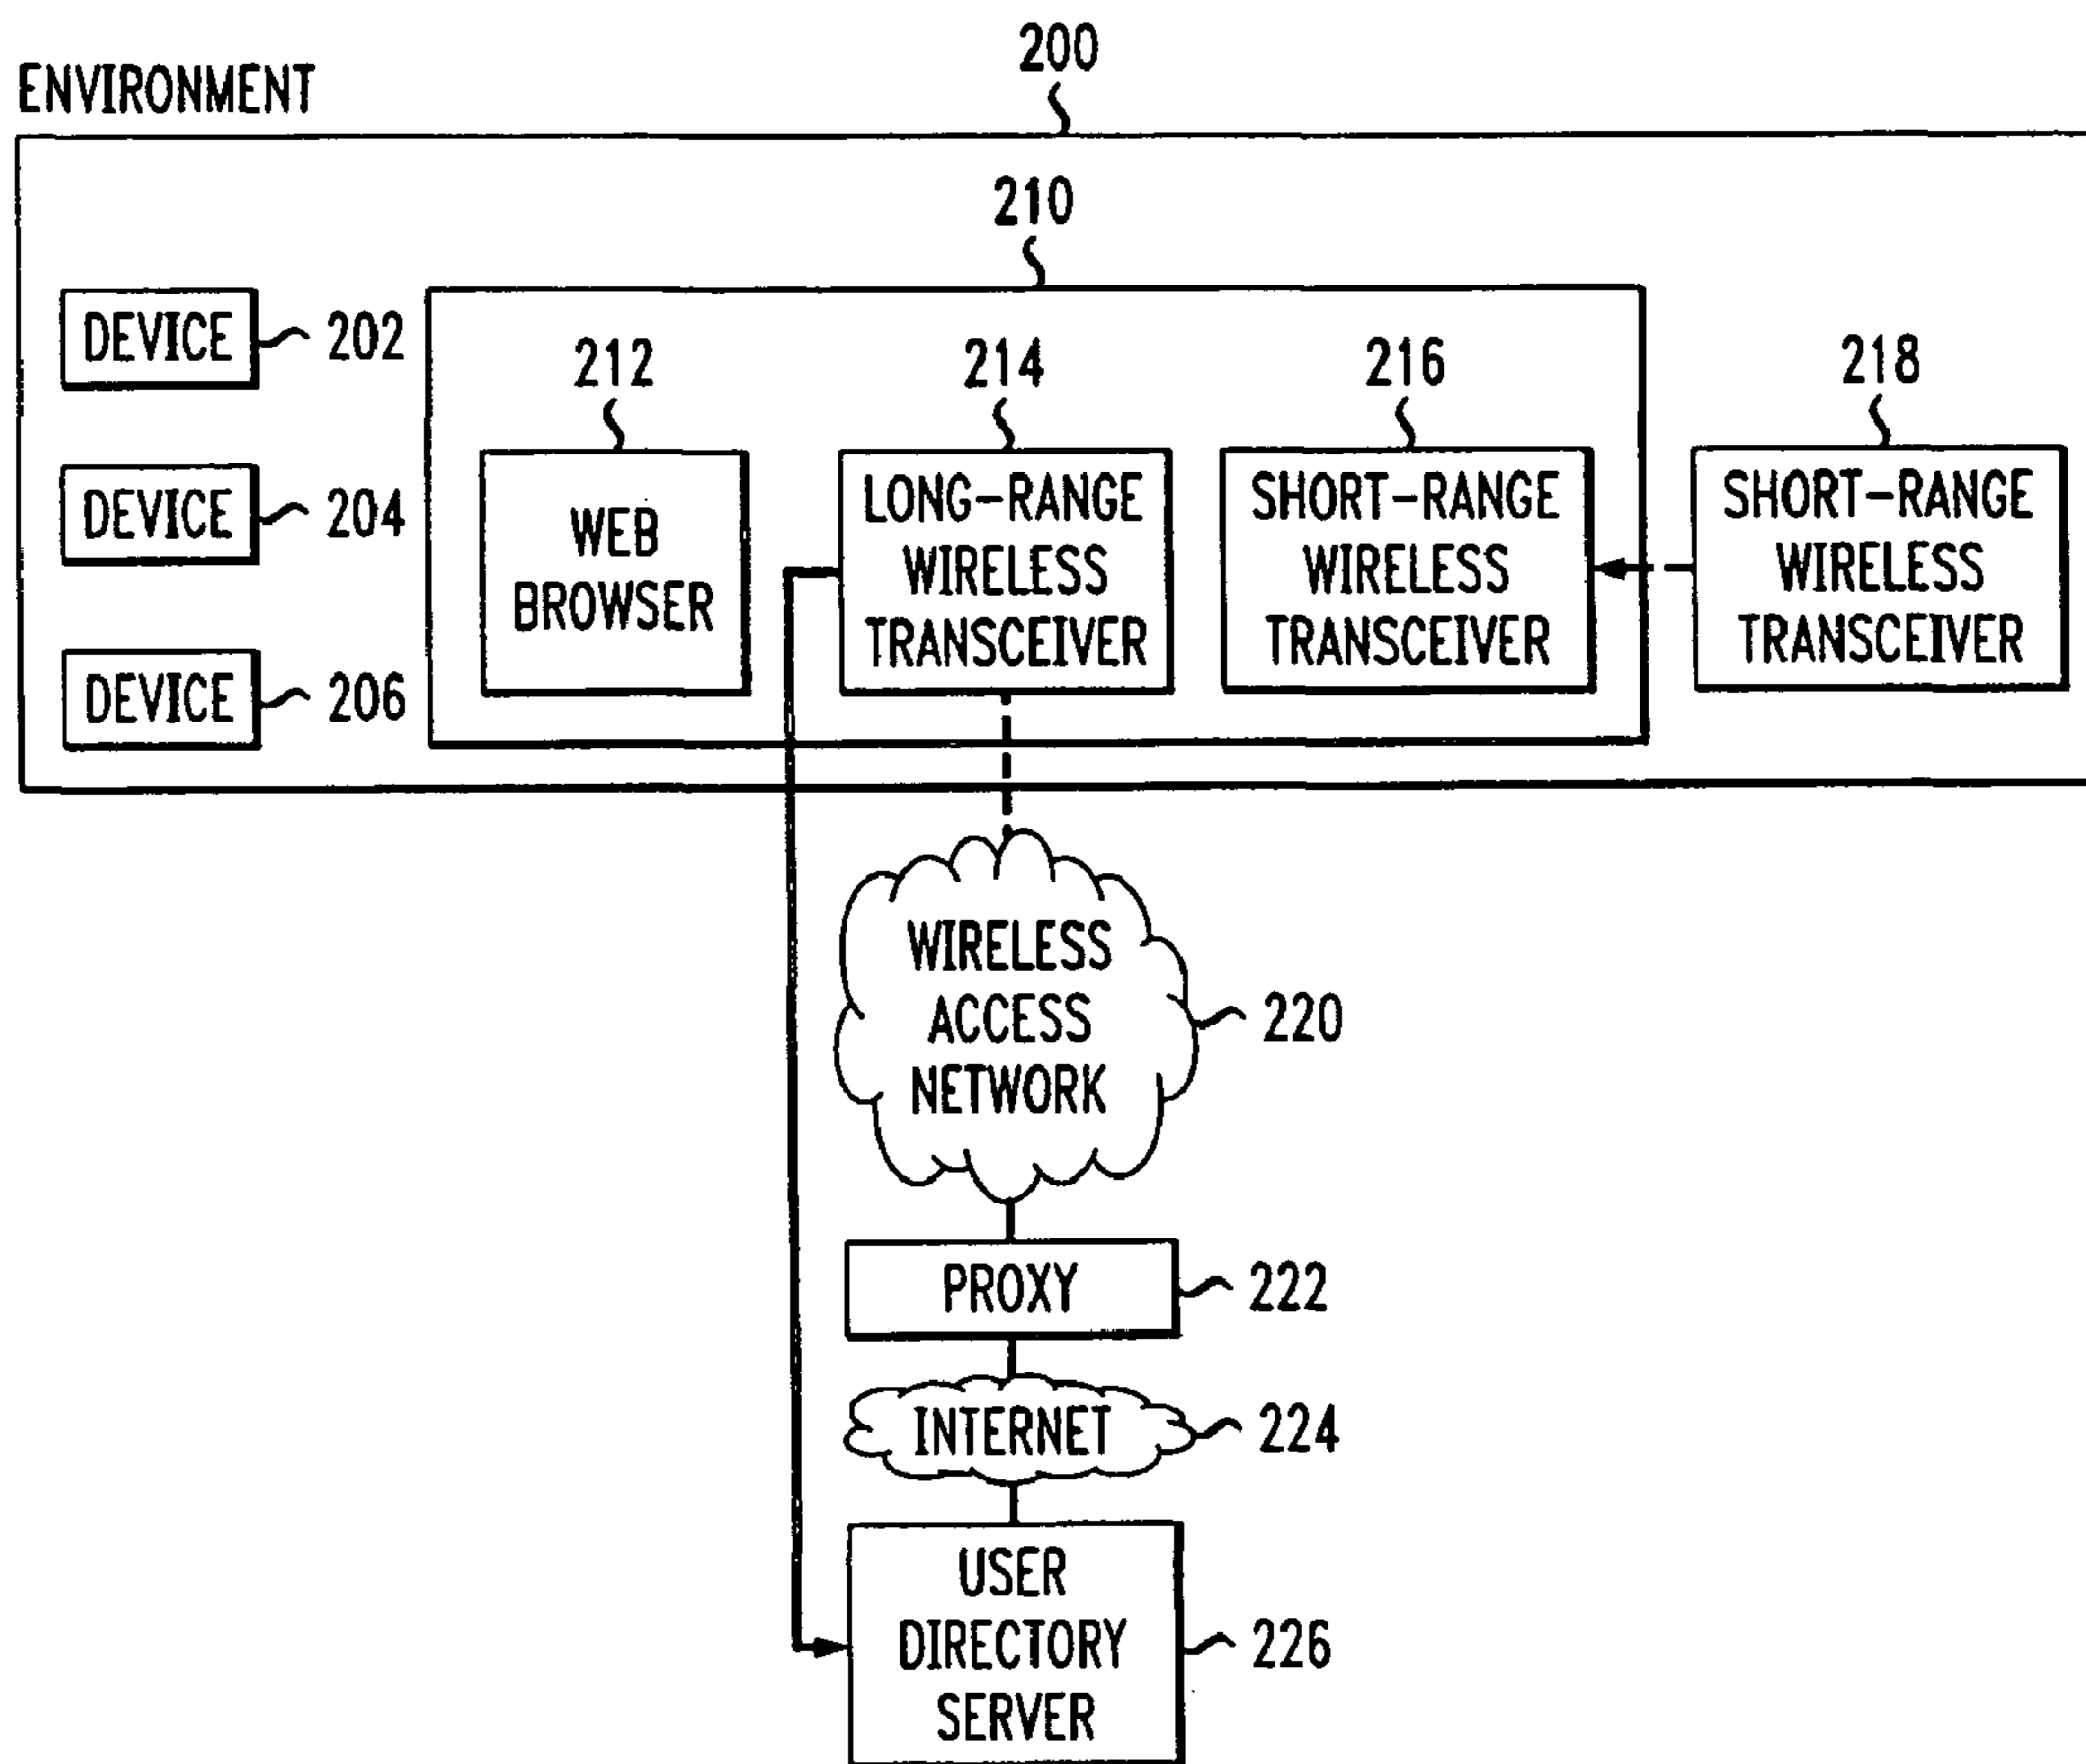 200
ENVIRONMENT
210
DEVICE 202
212
214
216
218
DEVICE 204
WEB
BROWSER
LONG-RANGE
WIRELESS
TRANSCEIVER
SHORT-RANGE
WIRELESS
TRANSCEIVER
SHORT-RANGE
WIRELESS
TRANSCEIVER
DEVICE 206
WIRELESS
ACCESS
NETWORK
220
PROXY 222
INTERNET 224
USER
DIRECTORY
SERVER
226